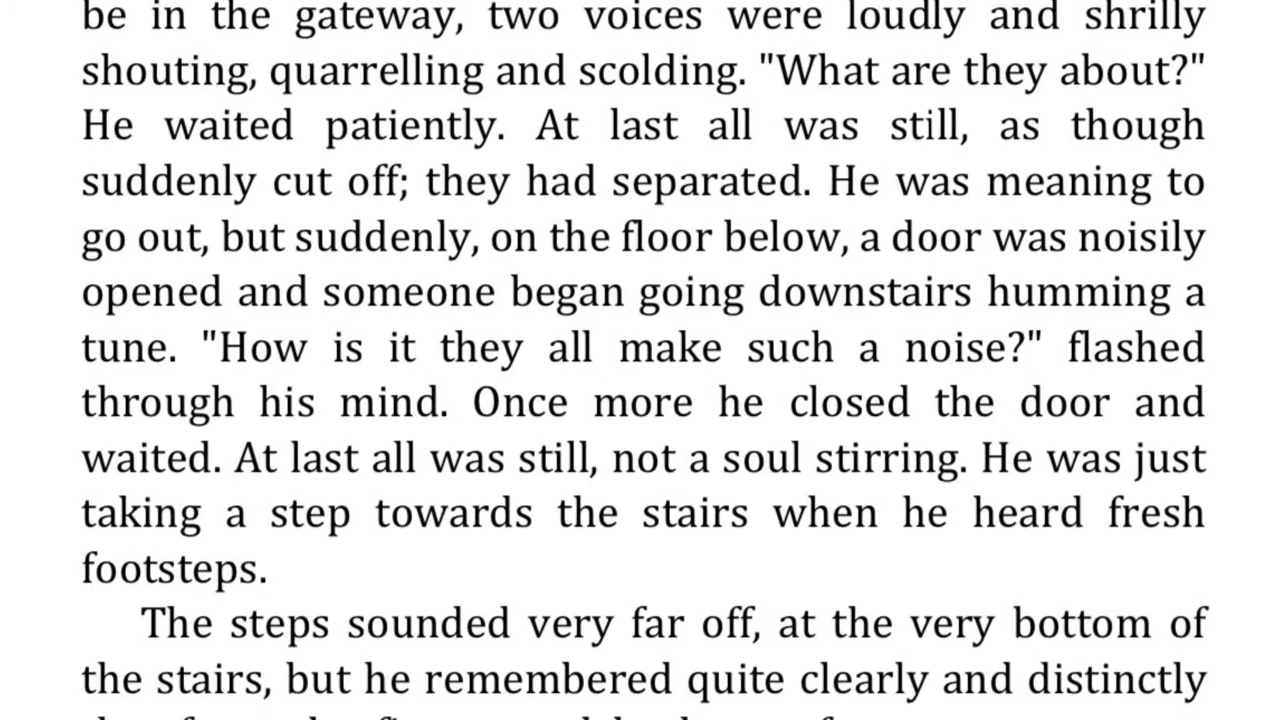 be in the gateway, two voices were loudly and shrilly
shouting, quarrelling and scolding. "What are they about?"
He waited patiently. At last all was still, as though
suddenly cut off; they had separated. He was meaning to
go out, but suddenly, on the floor below, a door was noisily
opened and someone began going downstairs humming a
tune. "How is it they all make such a noise?" flashed
through his mind. Once more he closed the door and
waited. At last all was still, not a soul stirring. He was just
taking a step towards the stairs when he heard fresh
footsteps.
The steps sounded very far off, at the very bottom of
the stairs, but he remembered quite clearly and distinctly